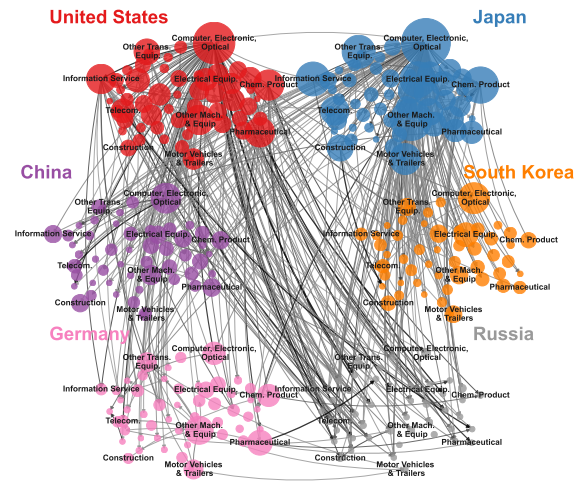 United States
Japan
Computer, Electronic,
Optical
Other Trans.
Equip.
Information Service
Electrical Equip.
Chem. Product
Telecom.
Other Mach.
& Equip
Pharmaceutical
Construction
Motor Vehicles
& Trailers
Computer, Electronic,
Optical
Other Trans.
Equip.
Information Service
Electrical Equip.
Chem. Product
Telecom.
Other Mach.
& Equip
Pharmaceutical
Construction
Motor Vehicles
& Trailers
China
South Korea
Computer, Electronic,
Optical
Other Trans.
Equip.
Information Service
Electrical Equip.
Chem. Product
Telecom.
Other Mach.
& Equip
Pharmaceutical
Construction
Motor Vehicles
& Trailers
Computer, Electronic,
Optical
Other Trans.
Equip.
Information Service
Electrical Equip.
Chem. Product
Telecom.
Other Mach.
& Equip
Pharmaceutical
Construction
Motor Vehicles
& Trailers
Germany
Russia
Computer, Electronic,
Optical
Other Trans.
Equip.
Information Service
Electrical Equip.
Chem. Product
Telecom.
Other Mach.
& Equip
Pharmaceutical
Construction
Motor Vehicles
& Trailers
Computer, Electronic,
Optical
Other Trans.
Equip.
Information Service
Electrical Equip.
Chem. Product
Telecom.
Other Mach.
& Equip
Pharmaceutical
Construction
Motor Vehicles
& Trailers